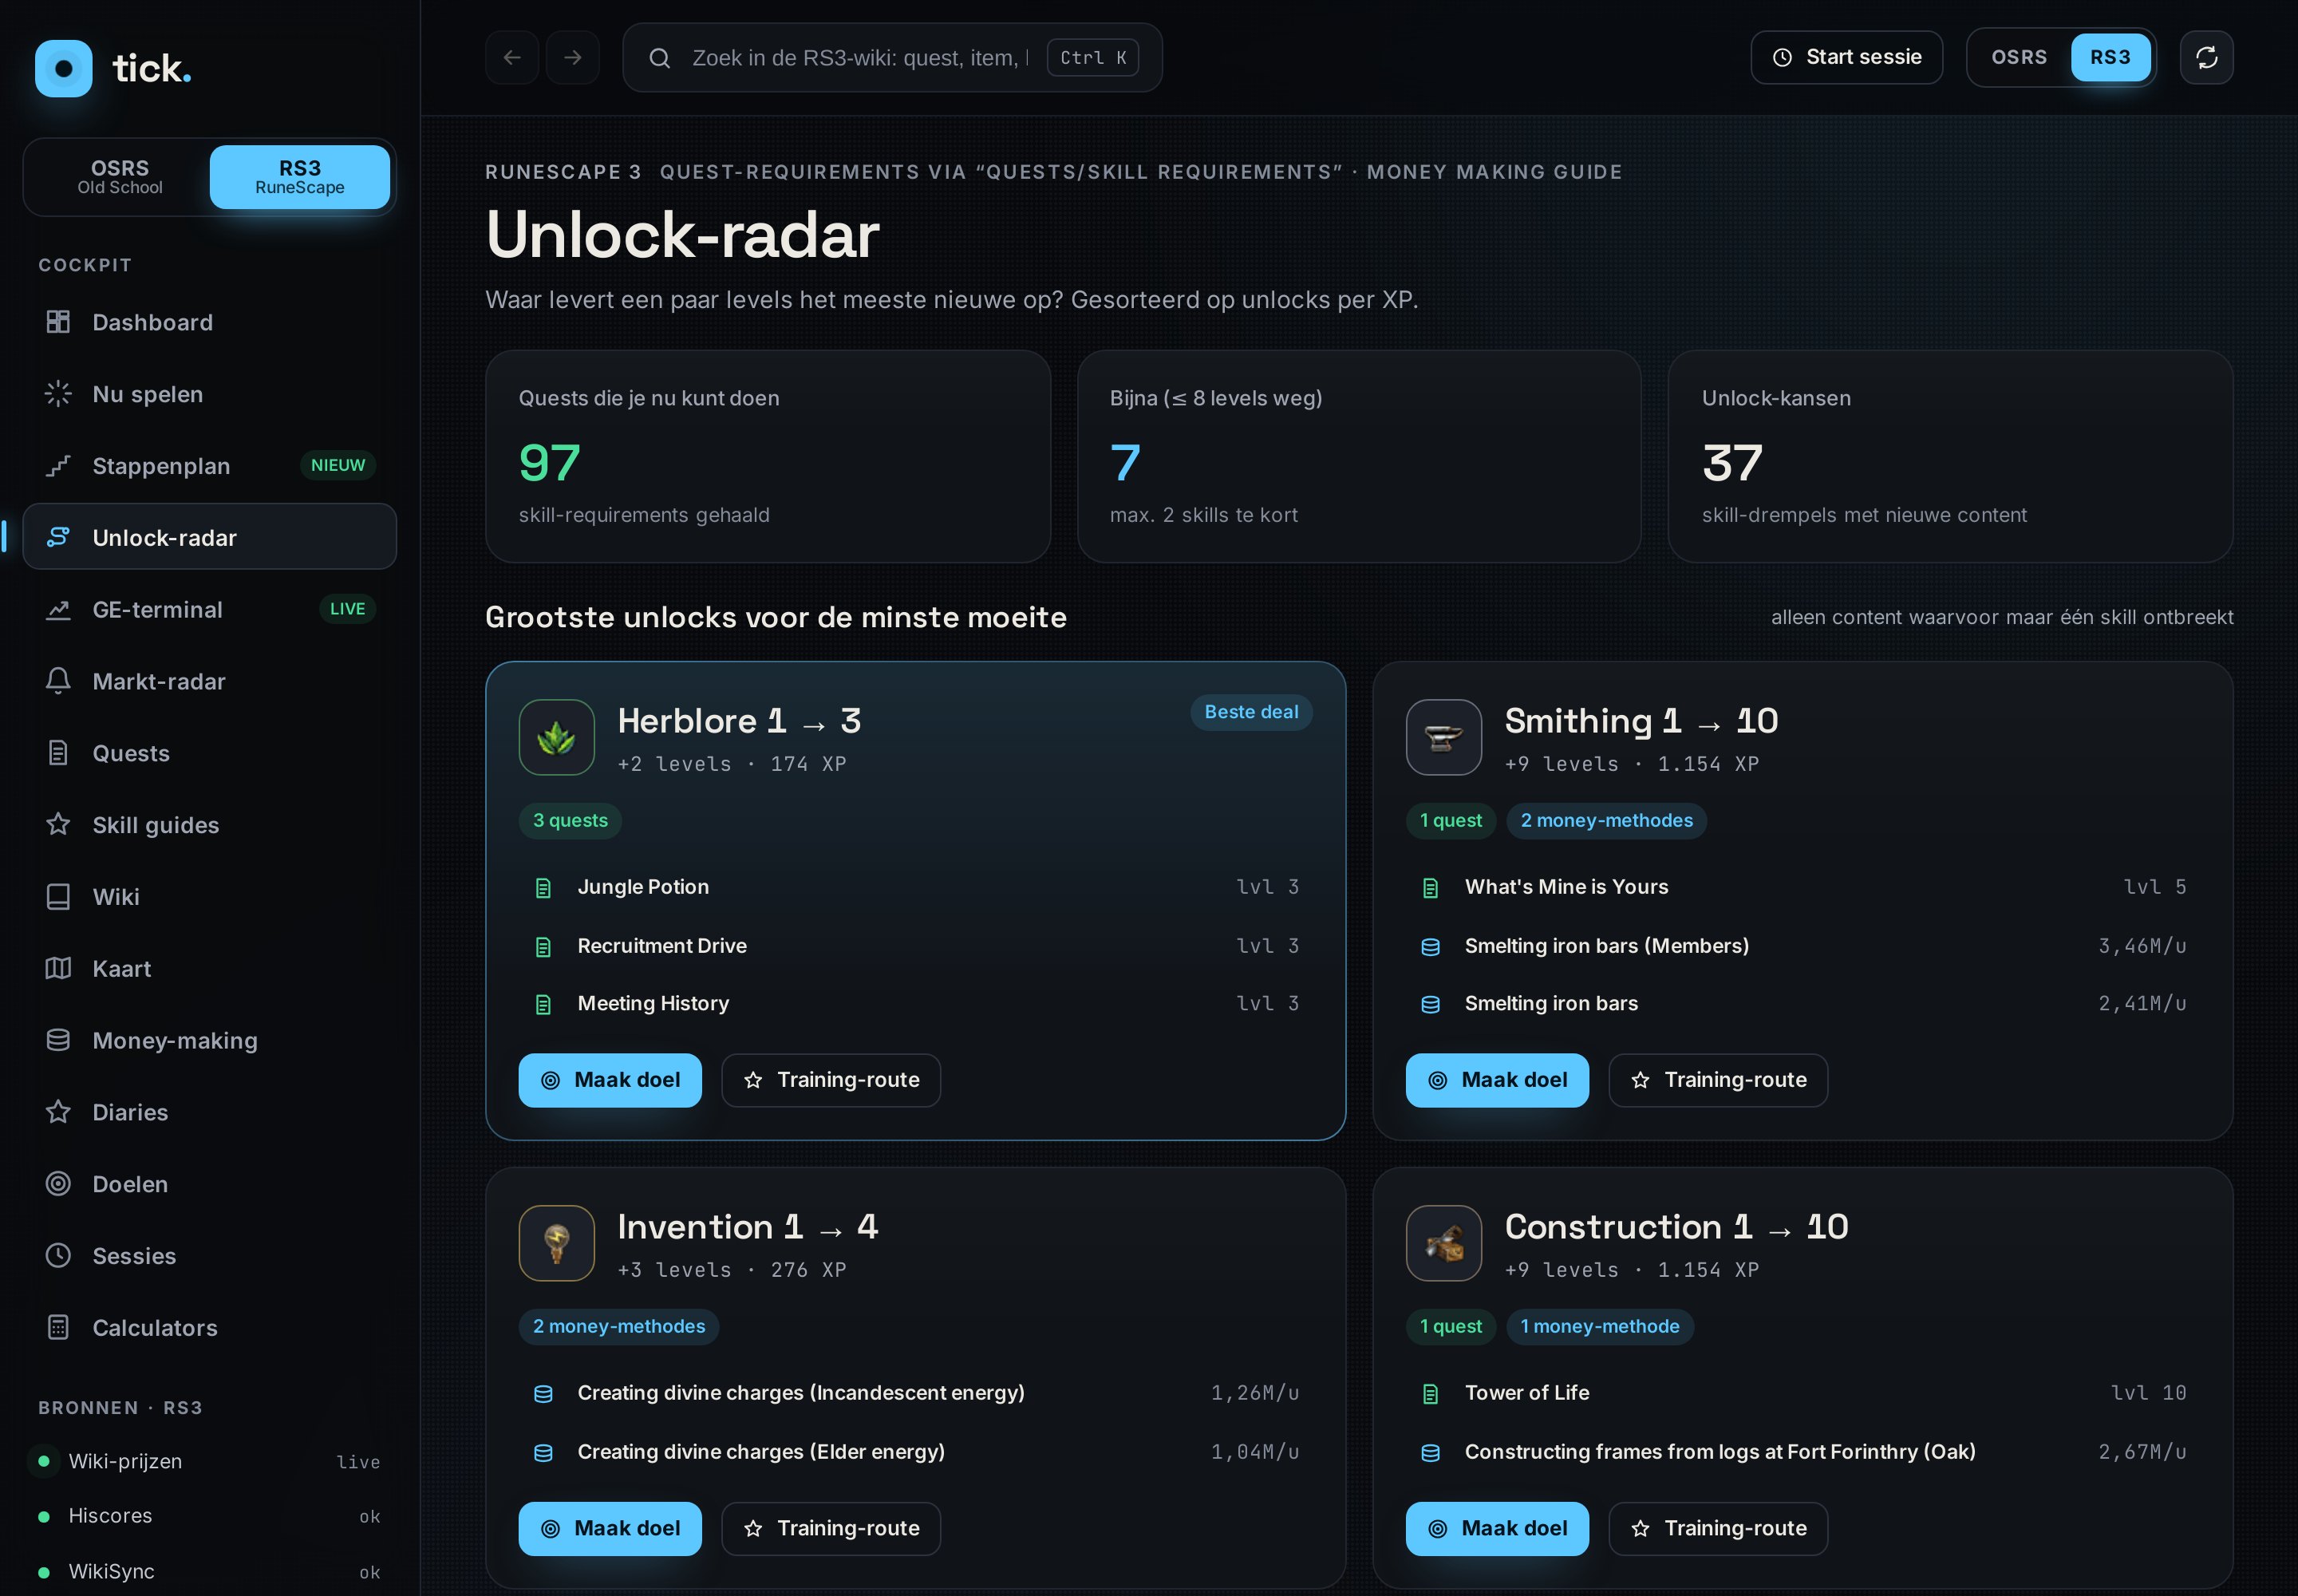 tick.
OSRS
Old School
RS3
RuneScape
COCKPIT
Dashboard
Nu spelen
Stappenplan NIEUW
Unlock-radar
GE-terminal LIVE
Markt-radar
Quests
Skill guides
Wiki
Kaart
Money-making
Diaries
Doelen
Sessies
Calculators
BRONNEN · RS3
Wiki-prijzen live
Hiscores ok
WikiSync ok
Zoek in de RS3-wiki: quest, item, Ctrl K
Start sessie
OSRS RS3
RUNESCAPE 3 QUEST-REQUIREMENTS VIA “QUESTS/SKILL REQUIREMENTS” · MONEY MAKING GUIDE
Unlock-radar
Waar levert een paar levels het meeste nieuwe op? Gesorteerd op unlocks per XP.
Quests die je nu kunt doen
97
skill-requirements gehaald
Bijna (≤ 8 levels weg)
7
max. 2 skills te kort
Unlock-kansen
37
skill-drempels met nieuwe content
Grootste unlocks voor de minste moeite
alleen content waarvoor maar één skill ontbreekt
Herblore 1 → 3
Beste deal
+2 levels · 174 XP
3 quests
Jungle Potion lvl 3
Recruitment Drive lvl 3
Meeting History lvl 3
Maak doel Training-route
Smithing 1 → 10
+9 levels · 1.154 XP
1 quest 2 money-methodes
What's Mine is Yours lvl 5
Smelting iron bars (Members) 3,46M/u
Smelting iron bars 2,41M/u
Maak doel Training-route
Invention 1 → 4
+3 levels · 276 XP
2 money-methodes
Creating divine charges (Incandescent energy) 1,26M/u
Creating divine charges (Elder energy) 1,04M/u
Maak doel Training-route
Construction 1 → 10
+9 levels · 1.154 XP
1 quest 1 money-methode
Tower of Life lvl 10
Constructing frames from logs at Fort Forinthry (Oak) 2,67M/u
Maak doel Training-route